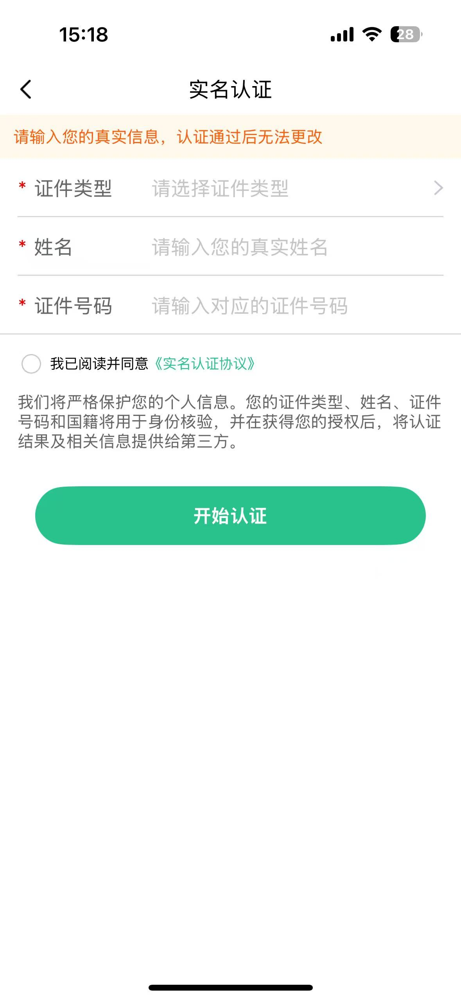 15:18
28
实名认证
请输入您的真实信息，认证通过后无法更改
* 证件类型 请选择证件类型
* 姓名 请输入您的真实姓名
* 证件号码 请输入对应的证件号码
我已阅读并同意《实名认证协议》
我们将严格保护您的个人信息。您的证件类型、姓名、证件
号码和国籍将用于身份核验，并在获得您的授权后，将认证
结果及相关信息提供给第三方。
开始认证